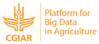 Platform for
Big Data
in Agriculture
CGIAR